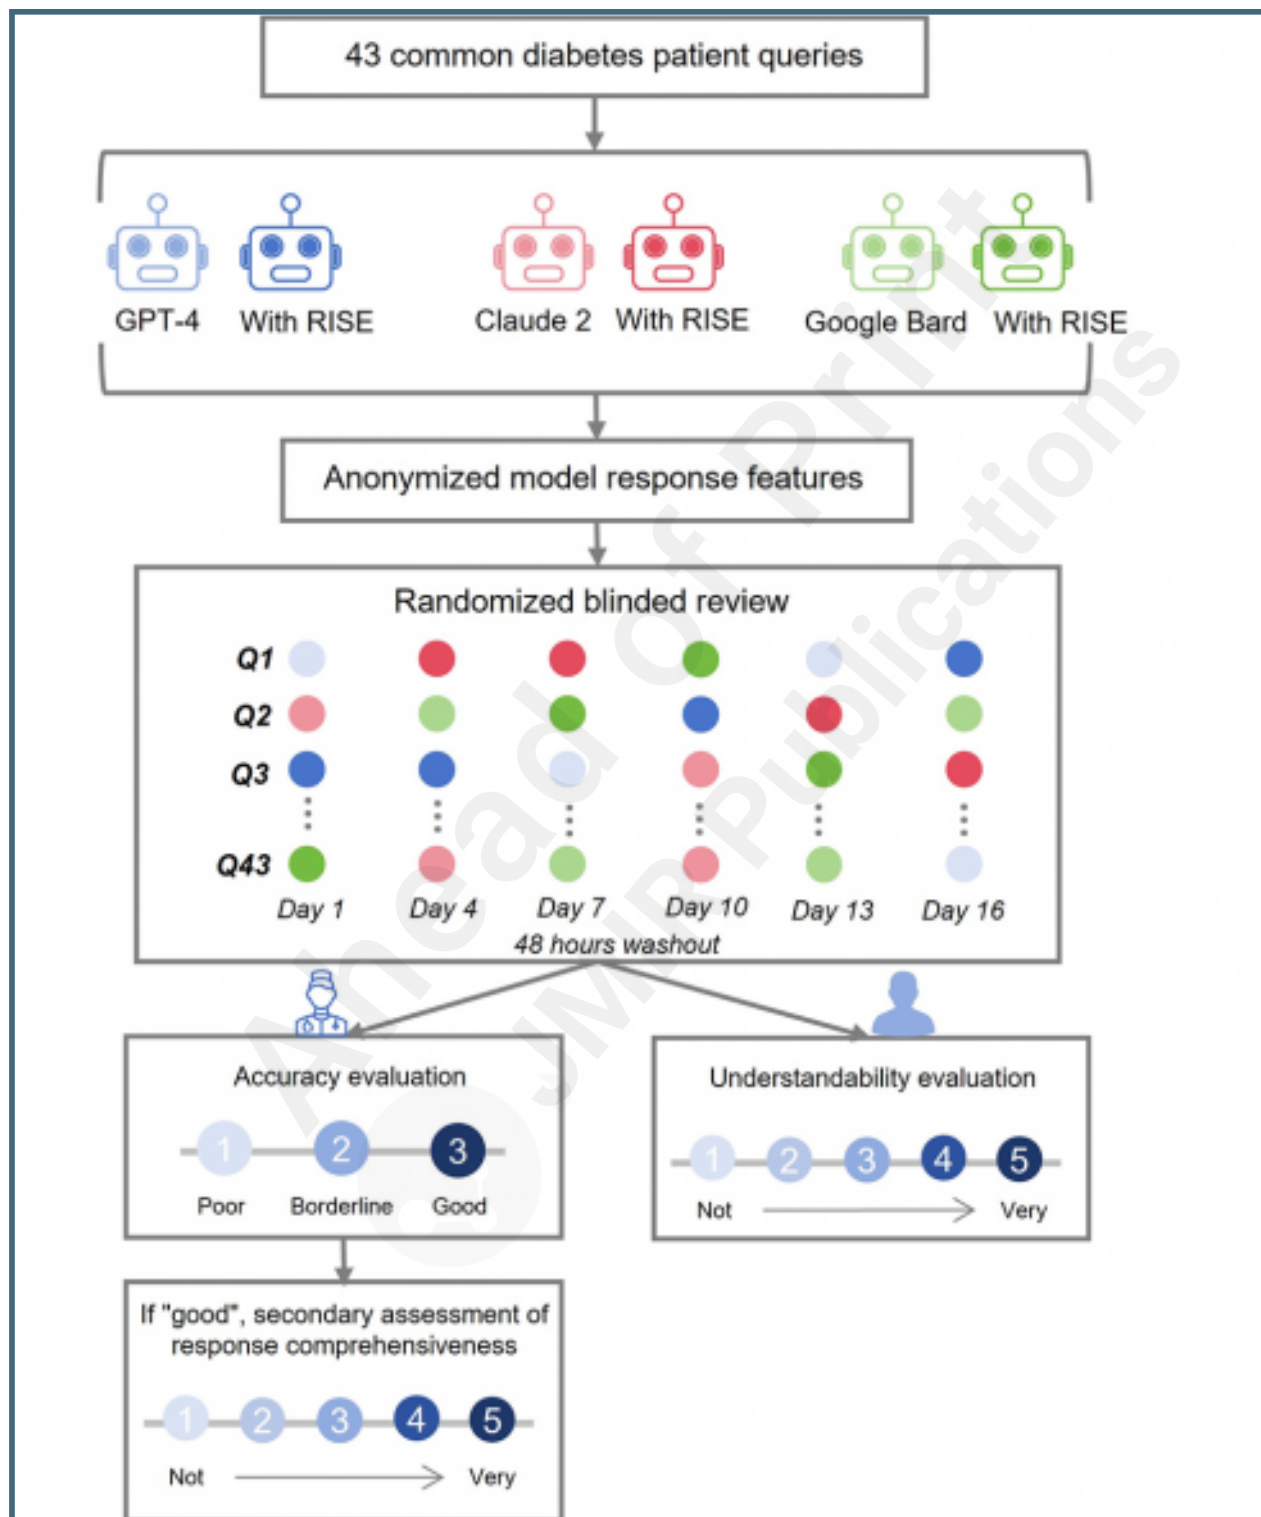 43 common diabetes patient queries
GPT-4 With RISE Claude 2 With RISE Google Bard With RISE
Anonymized model response features
Randomized blinded review
Q1
Q2
Q3
Q43
Day 1 Day 4 Day 7 Day 10 Day 13 Day 16
48 hours washout
Accuracy evaluation
1 2 3
Poor Borderline Good
Understandability evaluation
1 2 3 4 5
Not Very
If "good", secondary assessment of
response comprehensiveness
1 2 3 4 5
Not Very
Ahead of Print
JMIR Publications